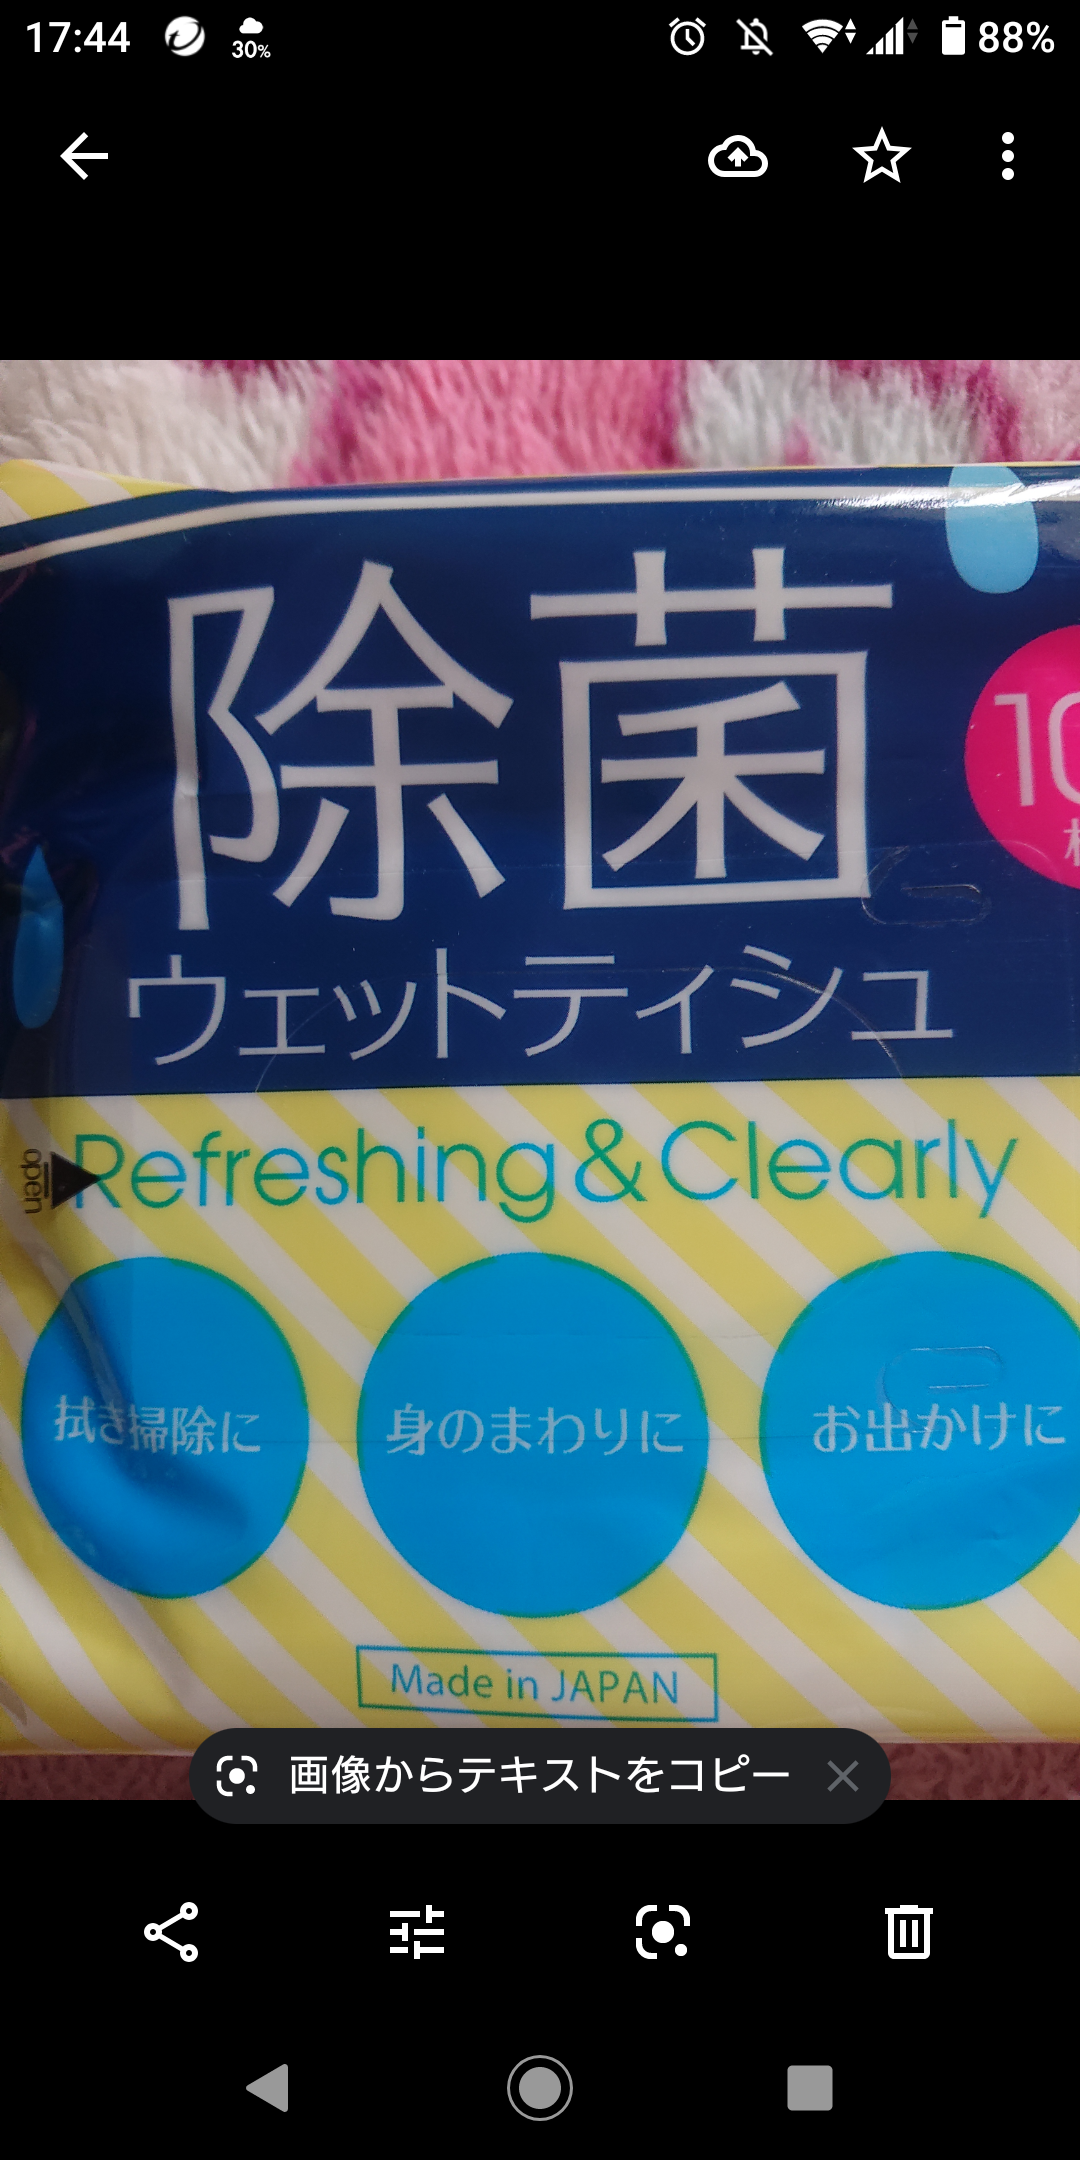 17:44
30%
88%
除菌
10
ウェットティシュ
open
Refreshing&Clearly
拭き掃除に
身のまわりに
お出かけに
Made in JAPAN
画像からテキストをコピー